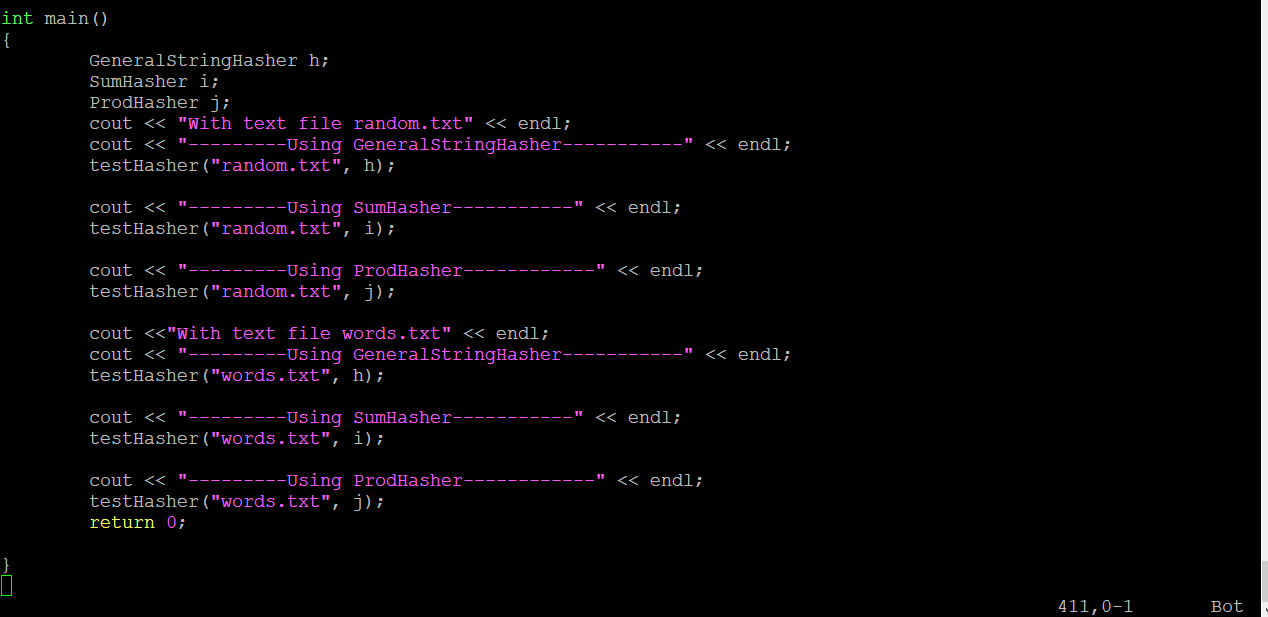 int main()
{
        GeneralStringHasher h;
        SumHasher i;
        ProdHasher j;
        cout << "With text file random.txt" << endl;
        cout << "---------Using GeneralStringHasher-----------" << endl;
        testHasher("random.txt", h);

        cout << "---------Using SumHasher-----------" << endl;
        testHasher("random.txt", i);

        cout << "---------Using ProdHasher------------" << endl;
        testHasher("random.txt", j);

        cout <<"With text file words.txt" << endl;
        cout << "---------Using GeneralStringHasher-----------" << endl;
        testHasher("words.txt", h);

        cout << "---------Using SumHasher-----------" << endl;
        testHasher("words.txt", i);

        cout << "---------Using ProdHasher------------" << endl;
        testHasher("words.txt", j);
        return 0;

}
411,0-1 Bot